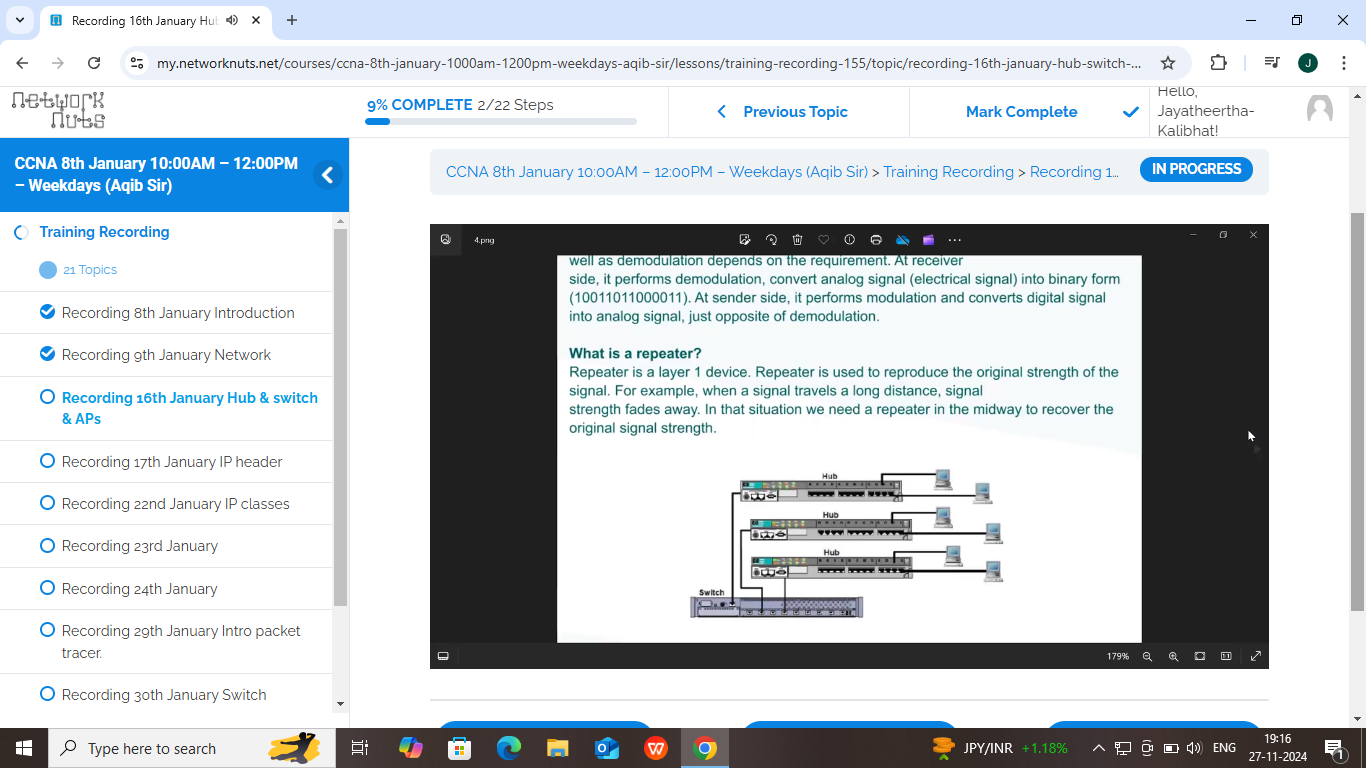 Recording 16th January Hu
my.networknuts.net/courses/ccna-8th-january-1000am-1200pm-weekdays-aqib-sir/lessons/training-recording-155/topic/recording-16th-january-hub-switch-...
J
network
nuts
9% COMPLETE 2/22 Steps
Previous Topic
Mark Complete
Hello,
Jayatheertha-
Kalibhat!
CCNA 8th January 10:00AM – 12:00PM
– Weekdays (Aqib Sir)
CCNA 8th January 10:00AM – 12:00PM – Weekdays (Aqib Sir) > Training Recording > Recording 1...
IN PROGRESS
Training Recording
21 Topics
Recording 8th January Introduction
Recording 9th January Network
Recording 16th January Hub & switch
& APs
Recording 17th January IP header
Recording 22nd January IP classes
Recording 23rd January
Recording 24th January
Recording 29th January Intro packet
tracer.
Recording 30th January Switch
4.png
well as demodulation depends on the requirement. At receiver
side, it performs demodulation, convert analog signal (electrical signal) into binary form
(10011011000011). At sender side, it performs modulation and converts digital signal
into analog signal, just opposite of demodulation.
What is a repeater?
Repeater is a layer 1 device. Repeater is used to reproduce the original strength of the
signal. For example, when a signal travels a long distance, signal
strength fades away. In that situation we need a repeater in the midway to recover the
original signal strength.
Hub
Hub
Hub
Switch
179%
Type here to search
JPY/INR +1.18%
ENG
19:16
27-11-2024
1